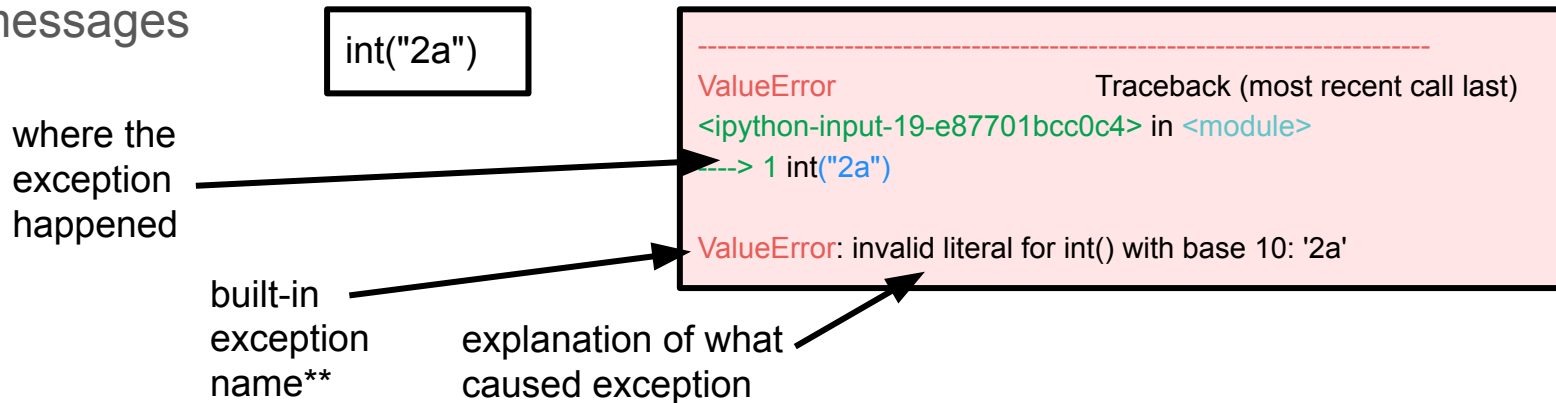 int("2a")
where the
exception
happened
built-in
exception
name**
explanation of what
caused exception
---------------------------------------------------------------------------
ValueError Traceback (most recent call last)
<ipython-input-19-e87701bcc0c4> in <module>
----> 1 int("2a")
ValueError: invalid literal for int() with base 10: '2a'